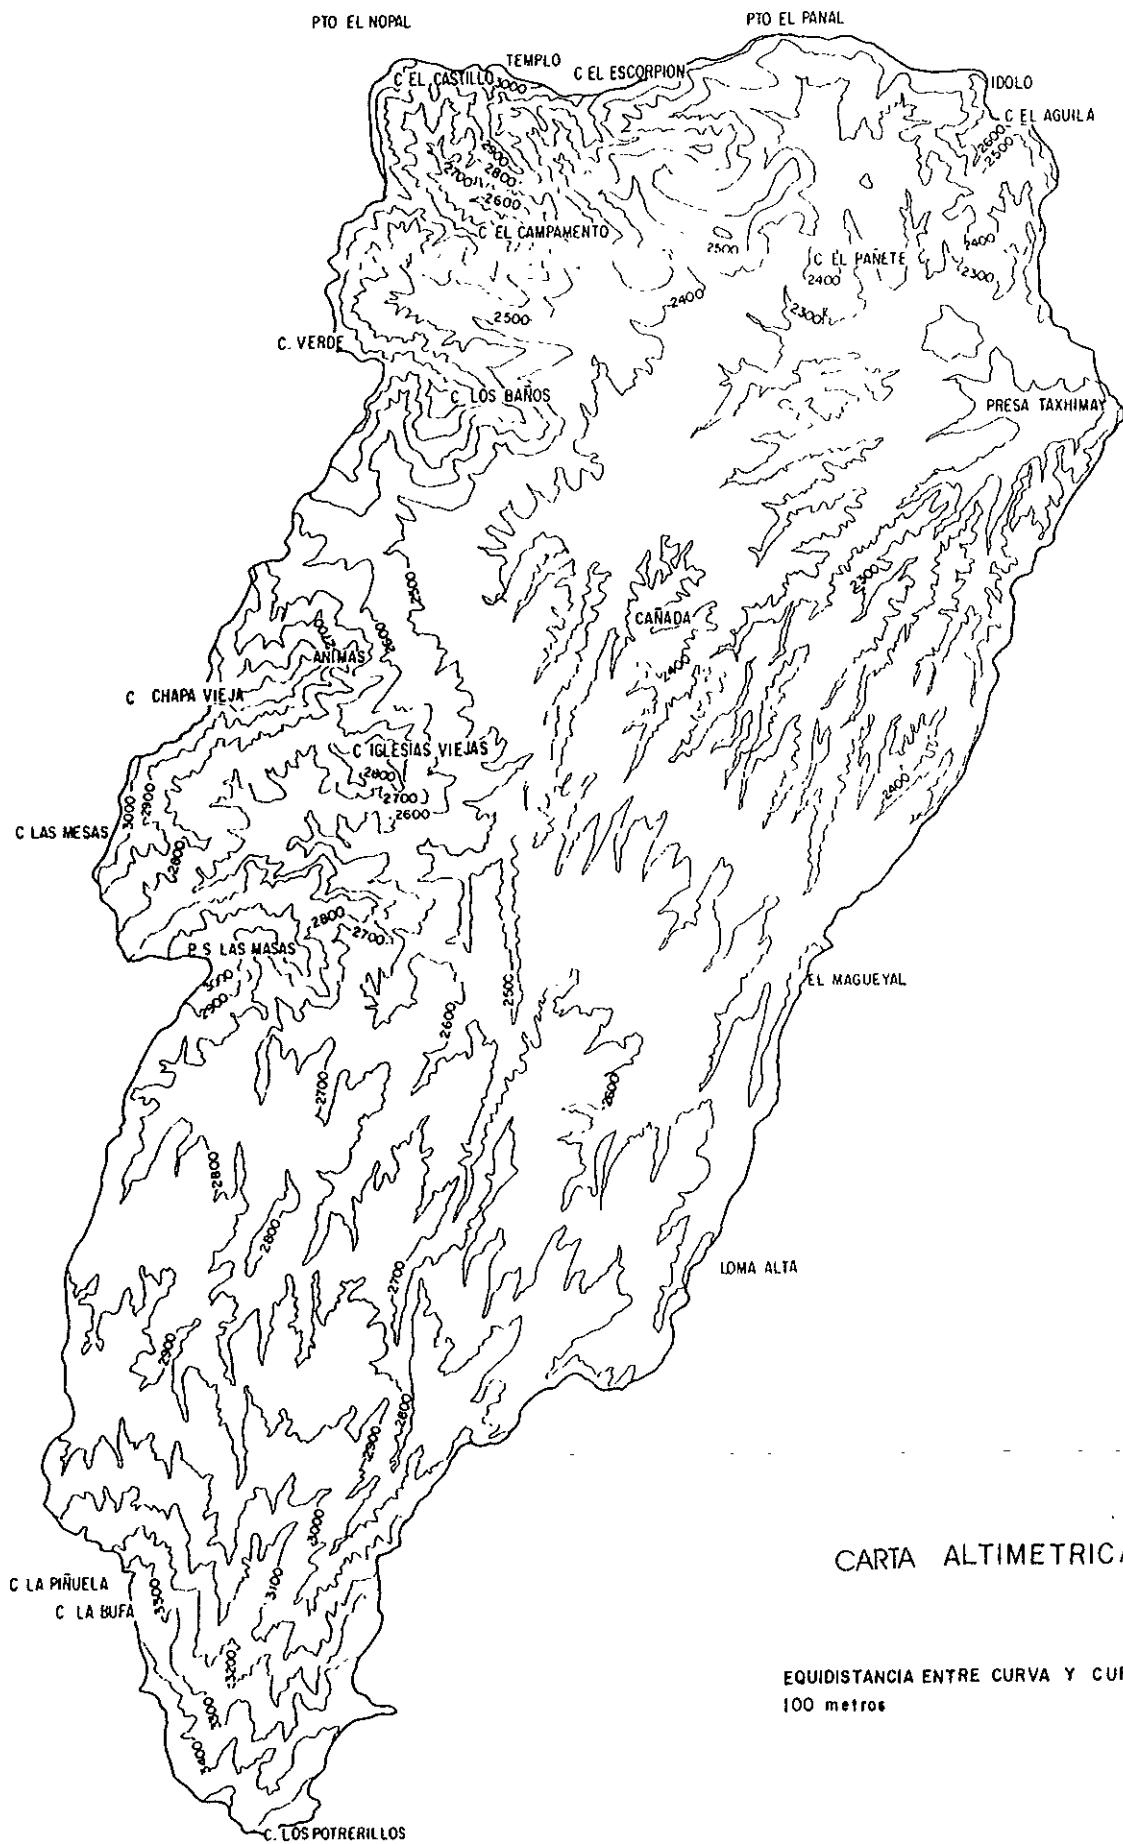 PTO EL NOPAL
PTO EL PANAL
TEMPLO
C EL CASTILLO
3000
C EL ESCORPION
IDOLO
C EL AGUILA
2600
2500
2900
2800
2700
2600
C EL CAMPAMENTO
2500
C EL PAÑETE
2400
2400
2300
2400
2300
2500
C. VERDE
C LOS BAÑOS
PRESA TAXHIMAY
2500
2300
CAÑADA
2700
2600
ANIMAS
2400
C CHAPA VIEJA
C IGLESIAS VIEJAS
2800
2700
2600
3000
2900
2400
C LAS MESAS
2800
2800
2700
P. S LAS MASAS
3000
2900
2500
EL MAGUEYAL
2600
2700
2600
2800
2800
2700
LOMA ALTA
2900
2800
2900
3000
CARTA ALTIMETRICA
C LA PIÑUELA
3100
C LA BUFA
3200
EQUIDISTANCIA ENTRE CURVA Y
100 metros
3300
3400
C. LOS POTRERILLOS